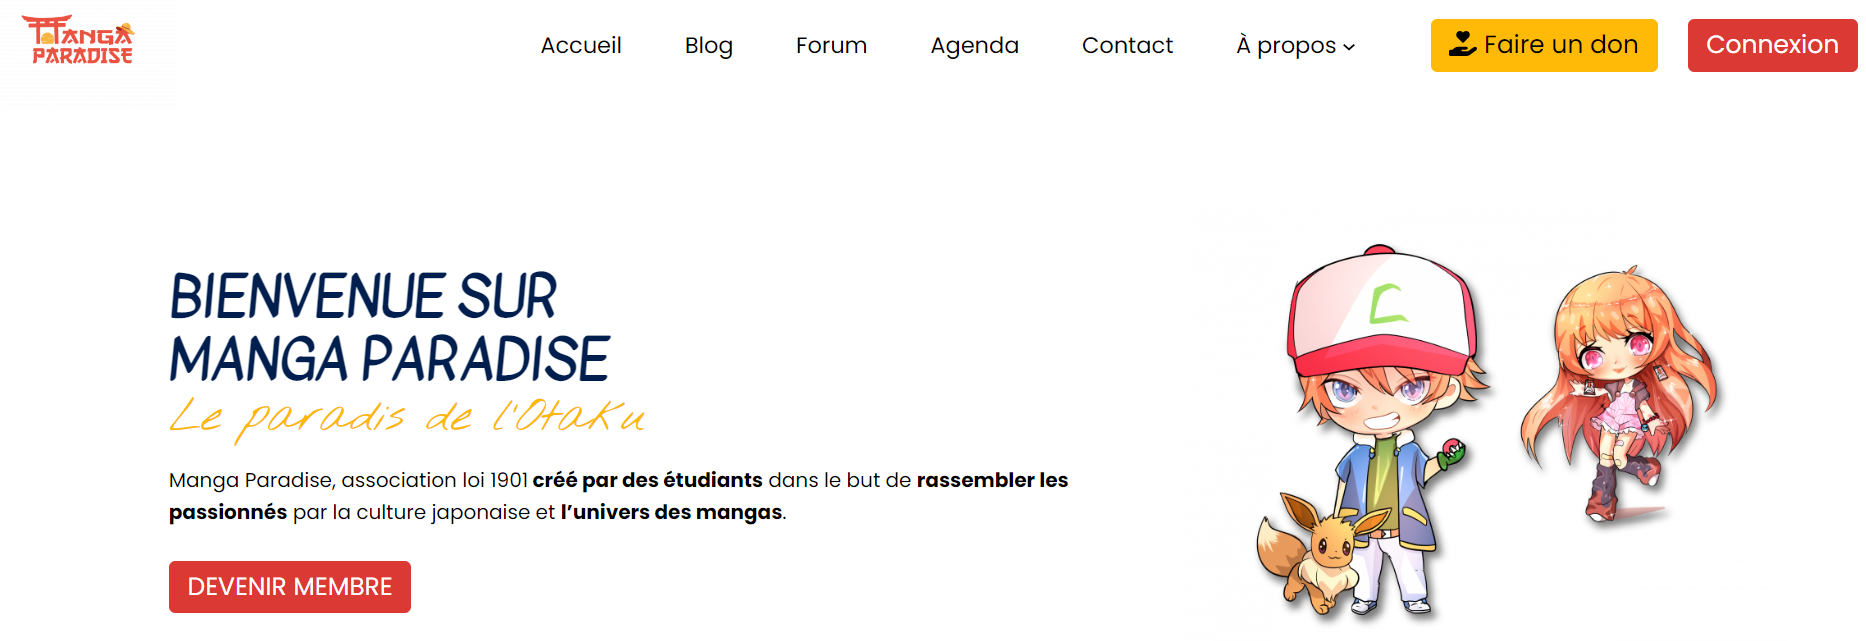 MANGA
PARADISE
Accueil
Blog
Forum
Agenda
Contact
À propos
Faire un don
Connexion
BIENVENUE SUR
MANGA PARADISE
Le paradis de l'Otaku
Manga Paradise, association loi 1901 créé par des étudiants dans le but de rassembler les
passionnés par la culture japonaise et l’univers des mangas.
DEVENIR MEMBRE